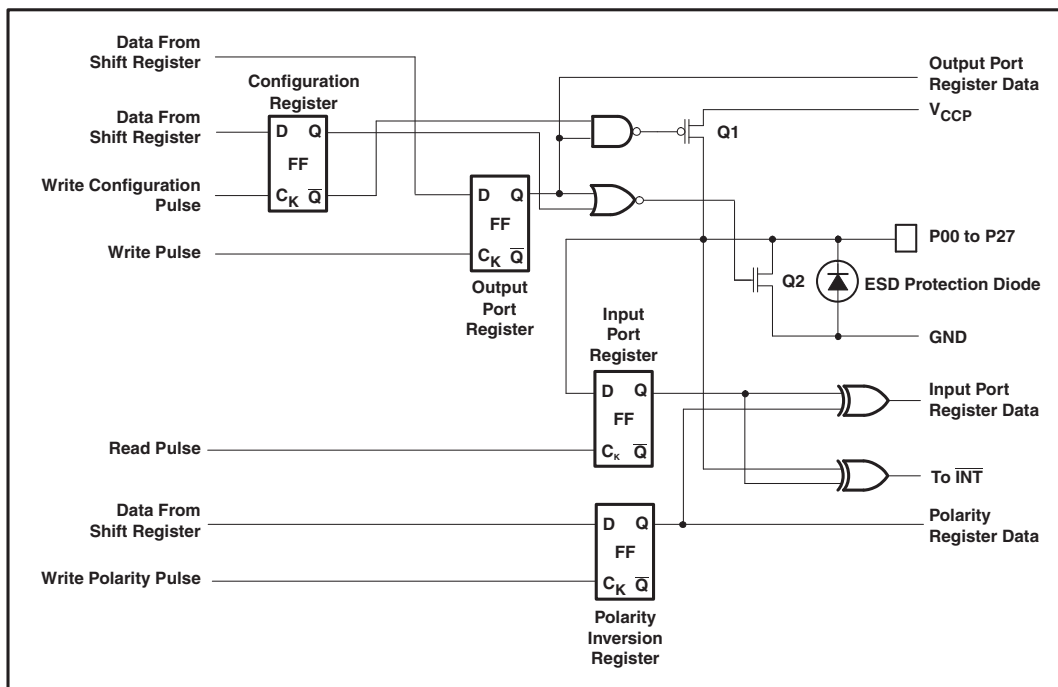 Data From
Shift Register
Configuration
Register
Output Port
Register Data
V_CCP
Data From
Shift Register
D Q
FF
C_K Q̅
Q1
Write Configuration
Pulse
D Q
FF
C_K Q̅
Write Pulse
Output
Port
Register
P00 to P27
Q2
ESD Protection Diode
GND
Input
Port
Register
D Q
FF
C_K Q̅
Input Port
Register Data
Read Pulse
To I̅N̅T̅
Data From
Shift Register
D Q
FF
C_K Q̅
Polarity
Register Data
Write Polarity Pulse
Polarity
Inversion
Register